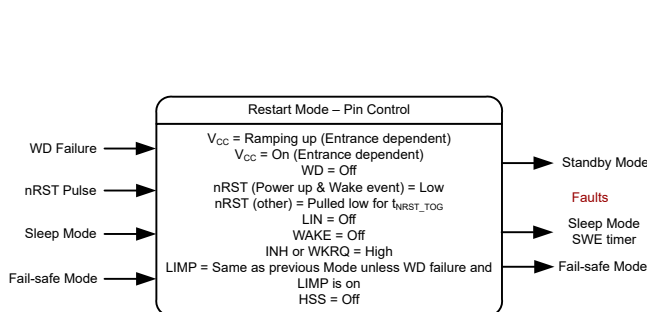 Restart Mode – Pin Control
WD Failure
nRST Pulse
Sleep Mode
Fail-safe Mode
VCC = Ramping up (Entrance dependent)
VCC = On (Entrance dependent)
WD = Off
nRST (Power up & Wake event) = Low
nRST (other) = Pulled low for tNRST_TOG
LIN = Off
WAKE = Off
INH or WKRQ = High
LIMP = Same as previous Mode unless WD failure and
LIMP is on
HSS = Off
Standby Mode
Faults
Sleep Mode
SWE timer
Fail-safe Mode